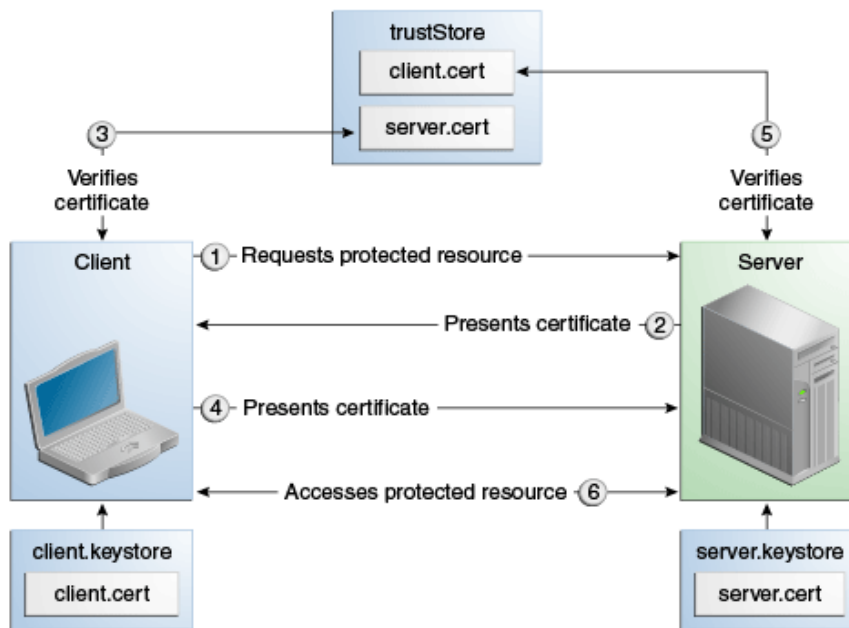 trustStore
client.cert
server.cert
3
Verifies
certificate
5
Verifies
certificate
Client
1 Requests protected resource
Server
Presents certificate 2
4 Presents certificate
Accesses protected resource 6
client.keystore
client.cert
server.keystore
server.cert